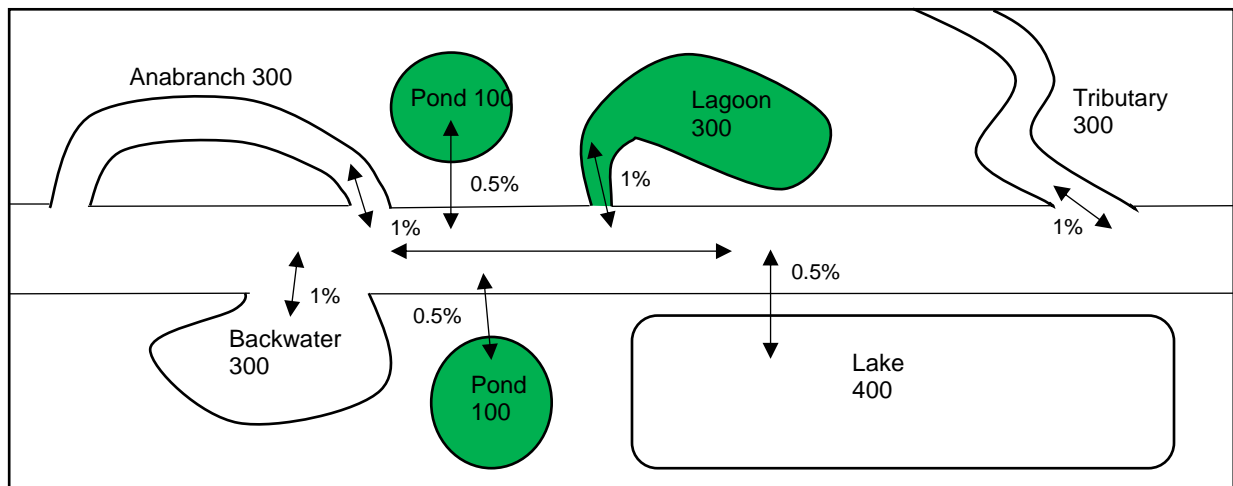 Anabranch 300
Pond 100
Lagoon
300
Tributary
300
0.5%
1%
1%
1%
1%
0.5%
0.5%
Backwater
300
Pond
100
Lake
400